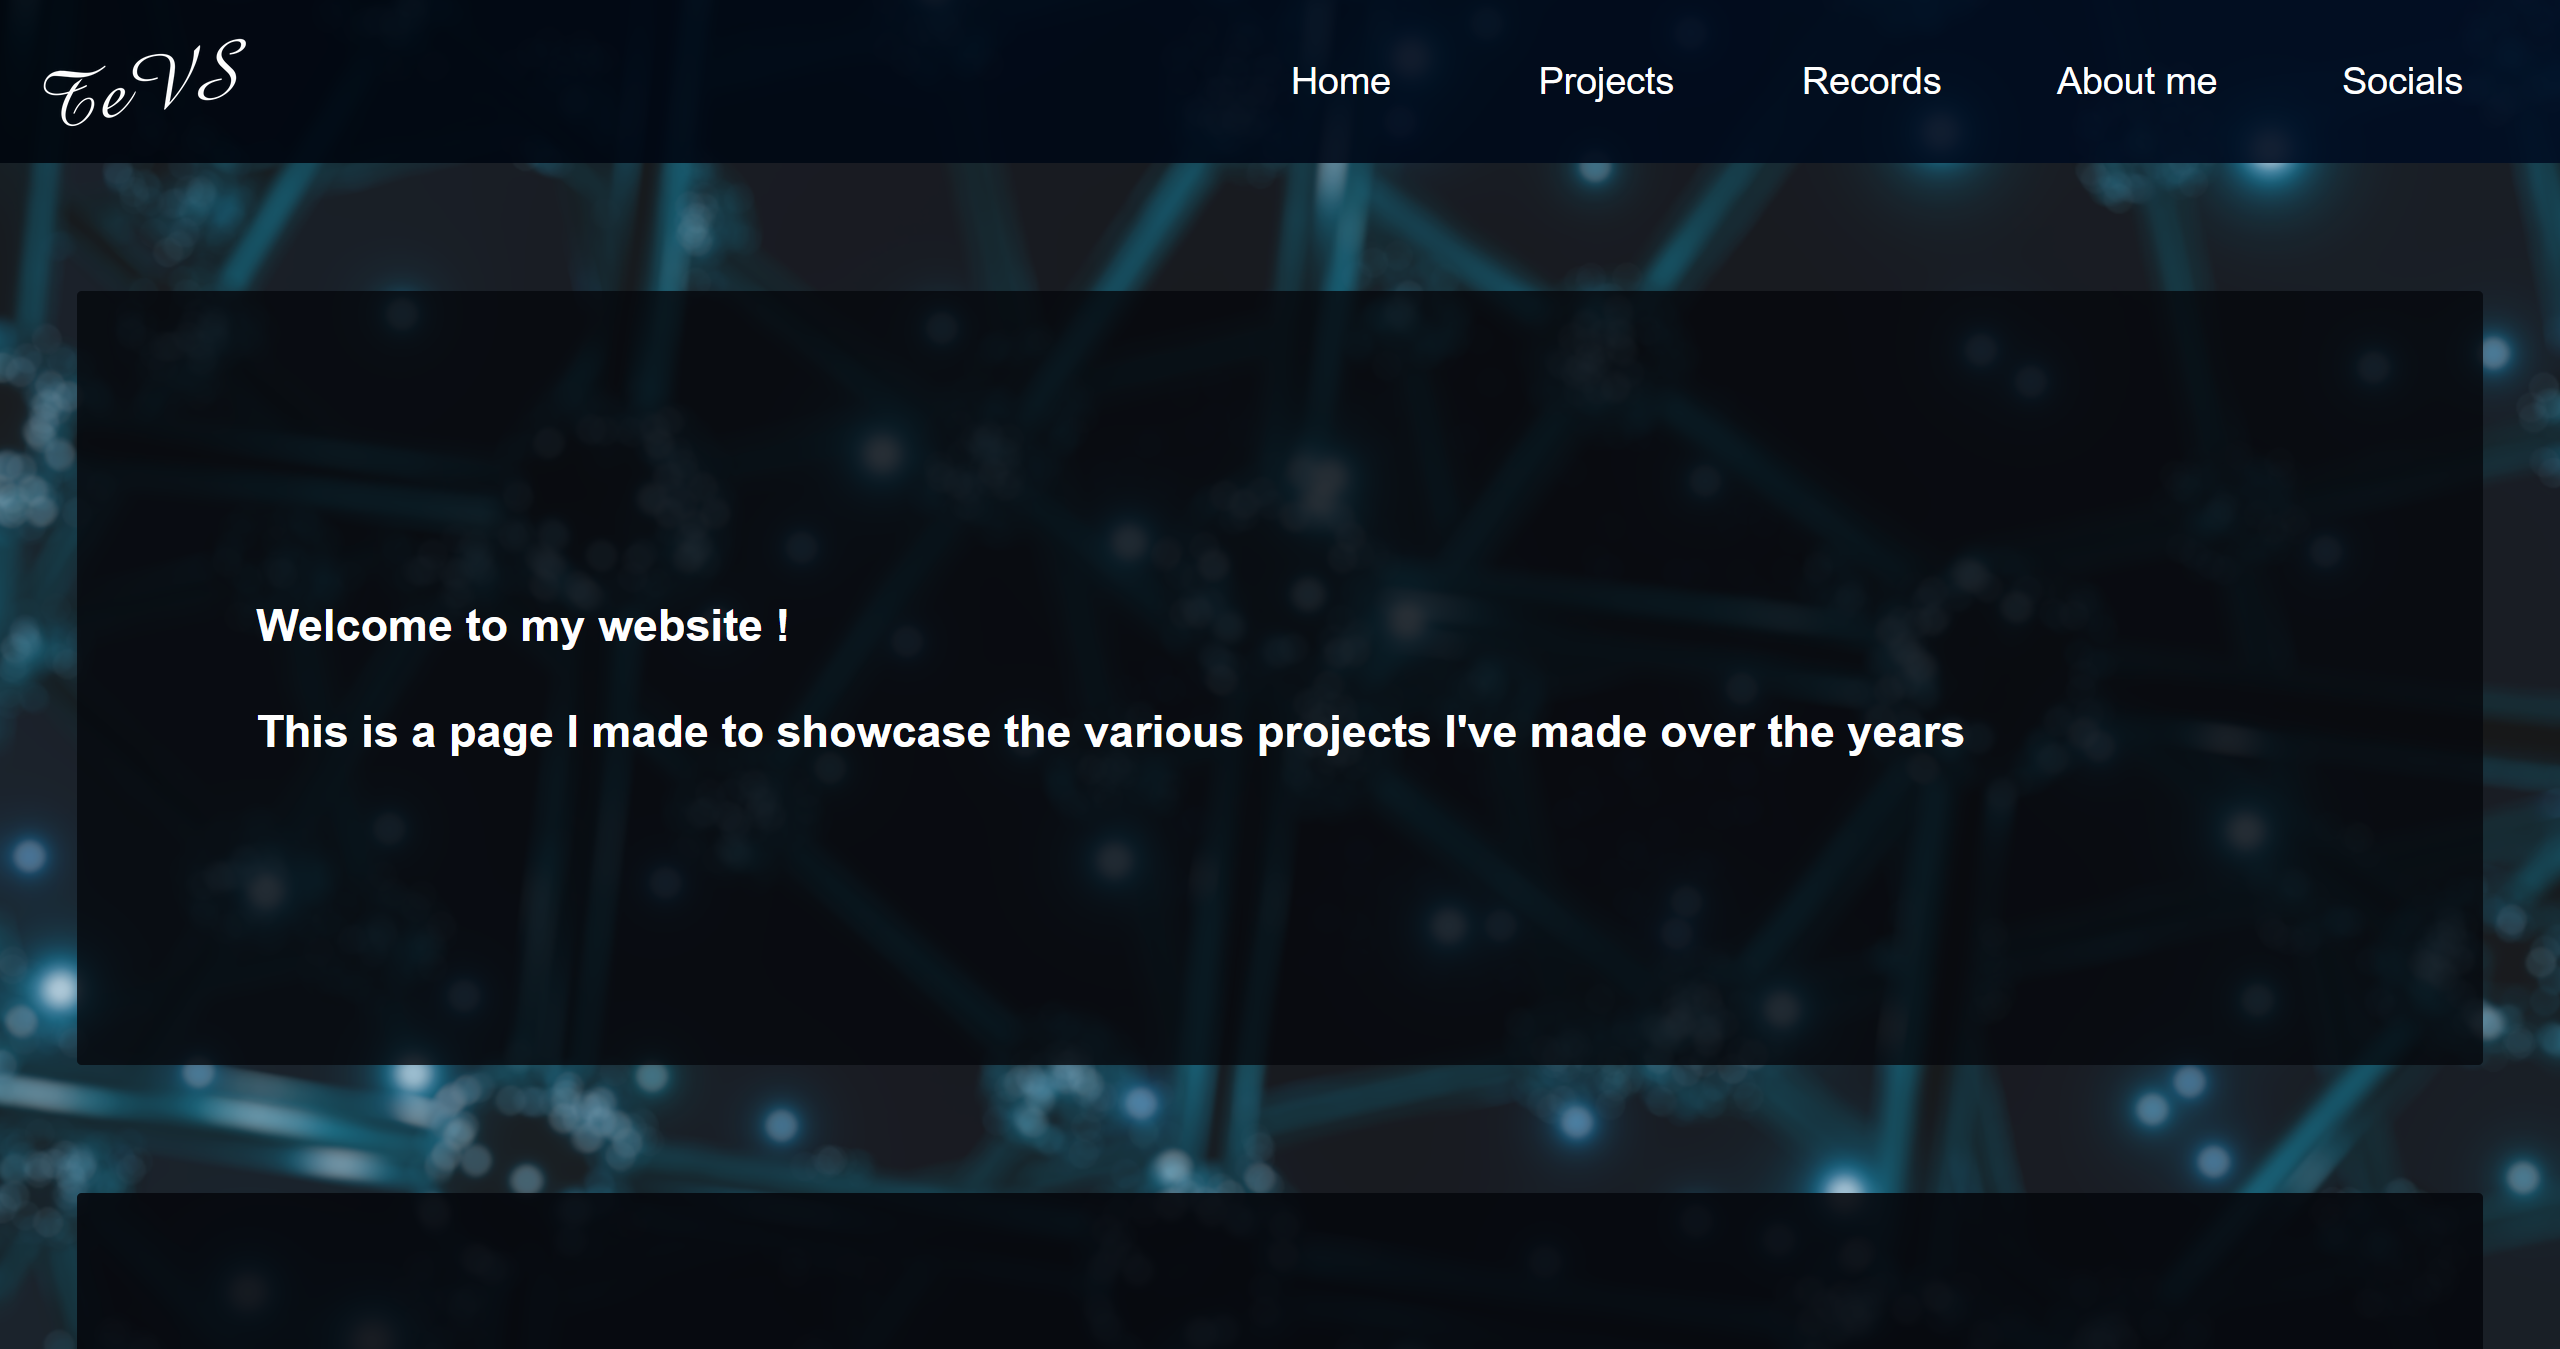 TeVS
Home Projects Records About me Socials
Welcome to my website !
This is a page I made to showcase the various projects I've made over the years